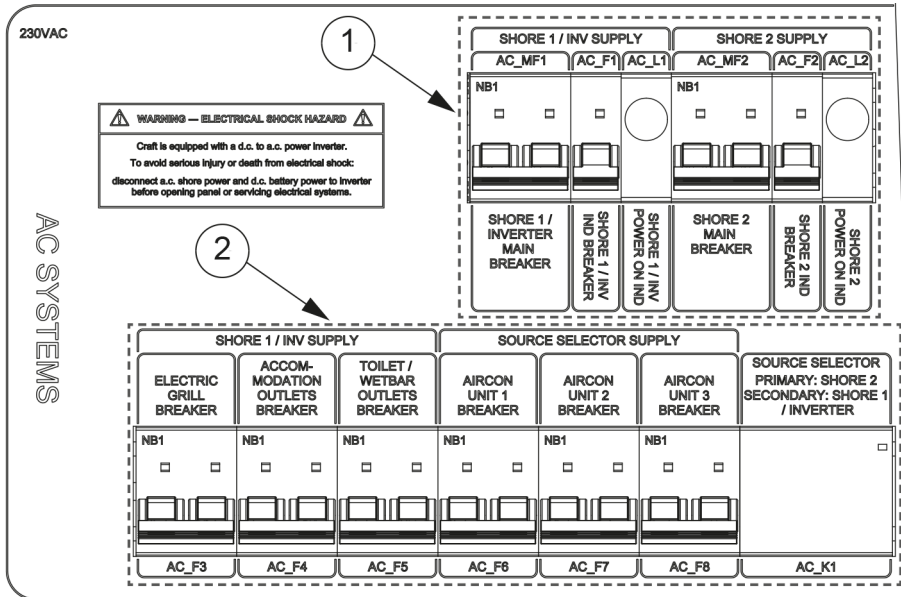 230VAC
1
SHORE 1 / INV SUPPLY
SHORE 2 SUPPLY
AC_MF1
AC_F1
AC_L1
AC_MF2
AC_F2
AC_L2
NB1
NB1
WARNING — ELECTRICAL SHOCK HAZARD
Craft is equipped with a d.c. to a.c. power inverter.
To avoid serious injury or death from electrical shock:
disconnect a.c. shore power and d.c. battery power to inverter
before opening panel or servicing electrical systems.
SHORE 1 /
INVERTER
MAIN
BREAKER
SHORE 1 / INV
IND BREAKER
SHORE 1 / INV
POWER ON IND
SHORE 2
MAIN
BREAKER
SHORE 2 IND
BREAKER
SHORE 2
POWER ON IND
AC SYSTEMS
2
SHORE 1 / INV SUPPLY
SOURCE SELECTOR SUPPLY
ELECTRIC
GRILL
BREAKER
ACCOM-
MODATION
OUTLETS
BREAKER
TOILET /
WETBAR
OUTLETS
BREAKER
AIRCON
UNIT 1
BREAKER
AIRCON
UNIT 2
BREAKER
AIRCON
UNIT 3
BREAKER
SOURCE SELECTOR
PRIMARY: SHORE 2
SECONDARY: SHORE 1
/ INVERTER
NB1
NB1
NB1
NB1
NB1
NB1
AC_F3
AC_F4
AC_F5
AC_F6
AC_F7
AC_F8
AC_K1